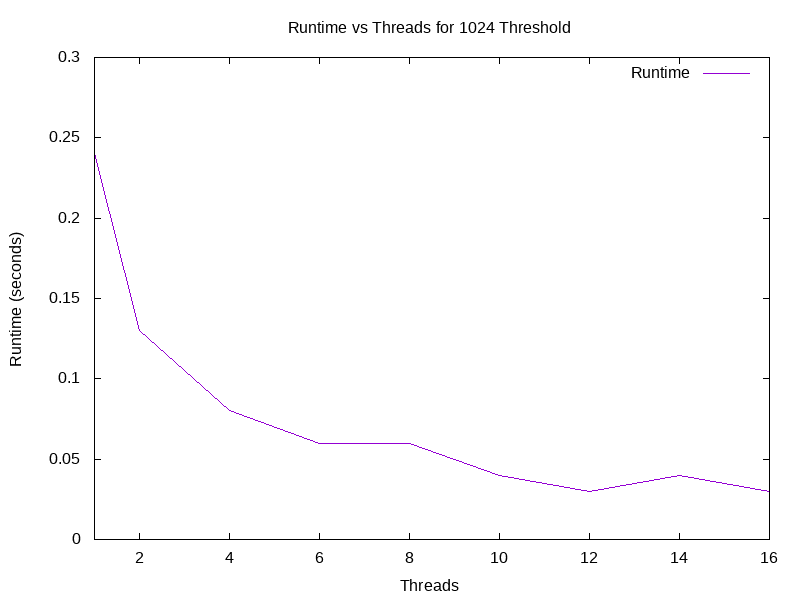 Runtime vs Threads for 1024 Threshold
Runtime
0.3
0.25
0.2
0.15
0.1
0.05
0
Runtime (seconds)
2 4 6 8 10 12 14 16
Threads